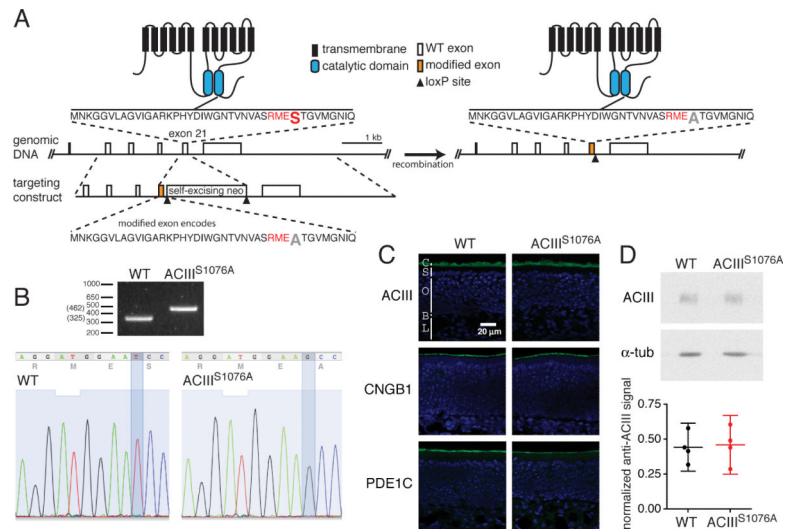 A
transmembrane
catalytic domain
WT exon
modified exon
loxP site
MNKGGVLAGVIGARKPHYDIWGNTVNVASRMESTGVMGNIQ
MNKGGVLAGVIGARKPHYDIWGNTVNVASRMEATGVMGNIQ
genomic
DNA
exon 21
1 kb
recombination
targeting
construct
self-excising neo
modified exon encodes
MNKGGVLAGVIGARKPHYDIWGNTVNVASRMEATGVMGNIQ
B
WT ACIII S1076A
1000
650
500
(462) 400
(325) 300
200
A G G A T G G A A T C C
R M E S
WT
A G G A T G G A A G C C
R M E A
ACIII S1076A
C
WT ACIII S1076A
ACIII
C
S
O
B
L
20 μm
CNGB1
PDE1C
D
WT ACIII S1076A
ACIII
α-tub
normalized anti-ACIII signal
0.75
0.50
0.25
WT ACIII S1076A